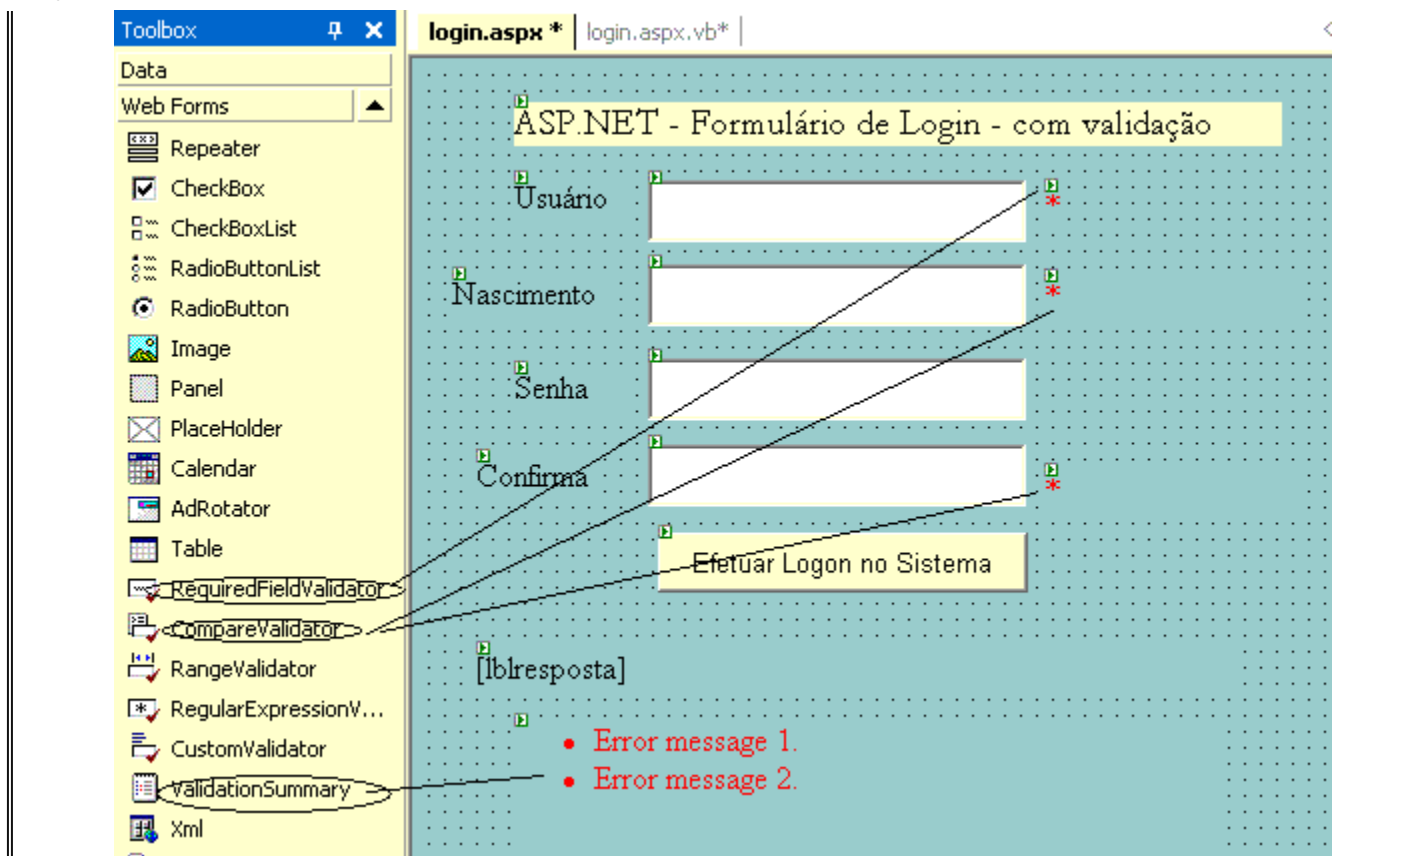 Toolbox
login.aspx * login.aspx.vb*
Data
Web Forms
Repeater
CheckBox
CheckBoxList
RadioButtonList
RadioButton
Image
Panel
PlaceHolder
Calendar
AdRotator
Table
RequiredFieldValidator
CompareValidator
RangeValidator
RegularExpressionV...
CustomValidator
ValidationSummary
Xml
ASP.NET - Formulário de Login - com validação
Usuário *
Nascimento *
Senha
Confirma *
Efetuar Logon no Sistema
[lblresposta]
• Error message 1.
• Error message 2.